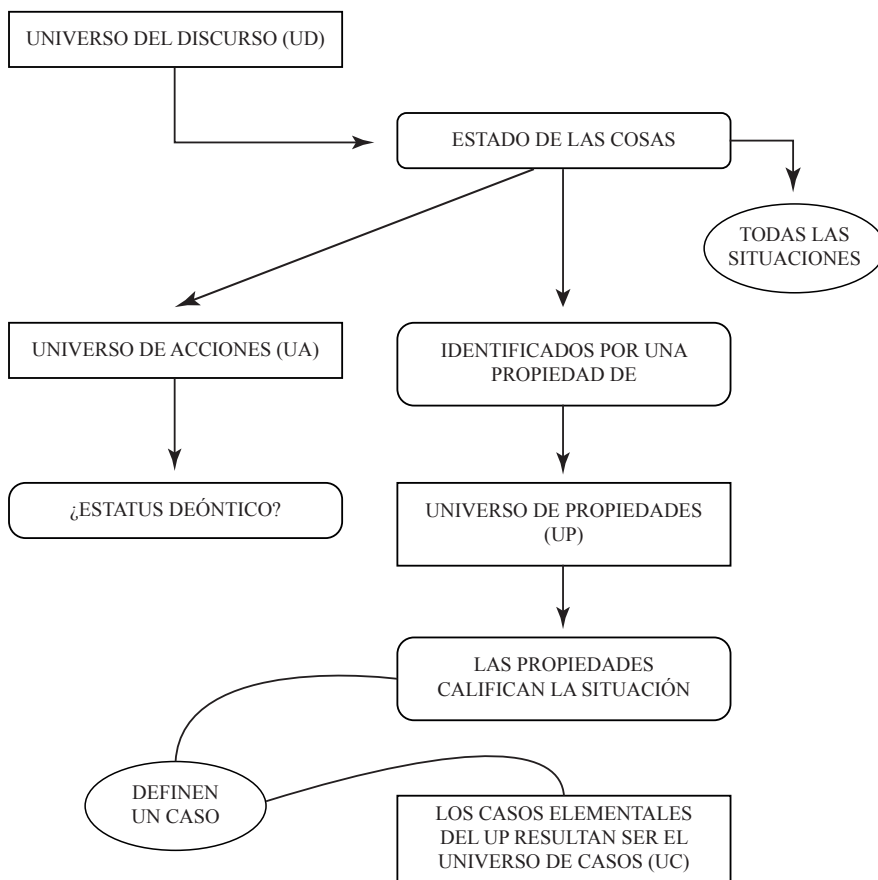 UNIVERSO DEL DISCURSO (UD)
ESTADO DE LAS COSAS
TODAS LAS
SITUACIONES
UNIVERSO DE ACCIONES (UA)
IDENTIFICADOS POR UNA
PROPIEDAD DE
¿ESTATUS DEÓNTICO?
UNIVERSO DE PROPIEDADES
(UP)
LAS PROPIEDADES
CALIFICAN LA SITUACIÓN
DEFINEN
UN CASO
LOS CASOS ELEMENTALES
DEL UP RESULTAN SER EL
UNIVERSO DE CASOS (UC)